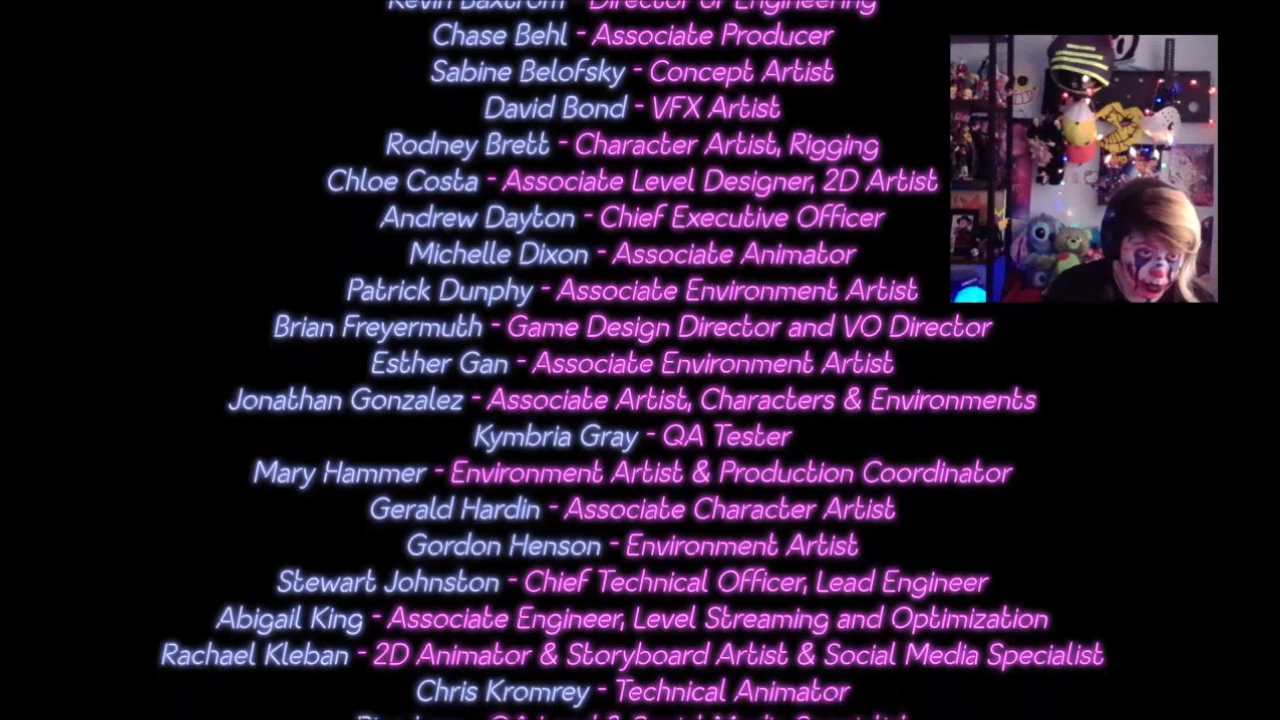 Kevin Baxtrom - Director of Engineering
Chase Behl - Associate Producer
Sabine Belofsky - Concept Artist
David Bond - VFX Artist
Rodney Brett - Character Artist, Rigging
Chloe Costa - Associate Level Designer, 2D Artist
Andrew Dayton - Chief Executive Officer
Michelle Dixon - Associate Animator
Patrick Dunphy - Associate Environment Artist
Brian Freyermuth - Game Design Director and VO Director
Esther Gan - Associate Environment Artist
Jonathan Gonzalez - Associate Artist, Characters & Environments
Kymbria Gray - QA Tester
Mary Hammer - Environment Artist & Production Coordinator
Gerald Hardin - Associate Character Artist
Gordon Henson - Environment Artist
Stewart Johnston - Chief Technical Officer, Lead Engineer
Abigail King - Associate Engineer, Level Streaming and Optimization
Rachael Kleban - 2D Animator & Storyboard Artist & Social Media Specialist
Chris Kromrey - Technical Animator